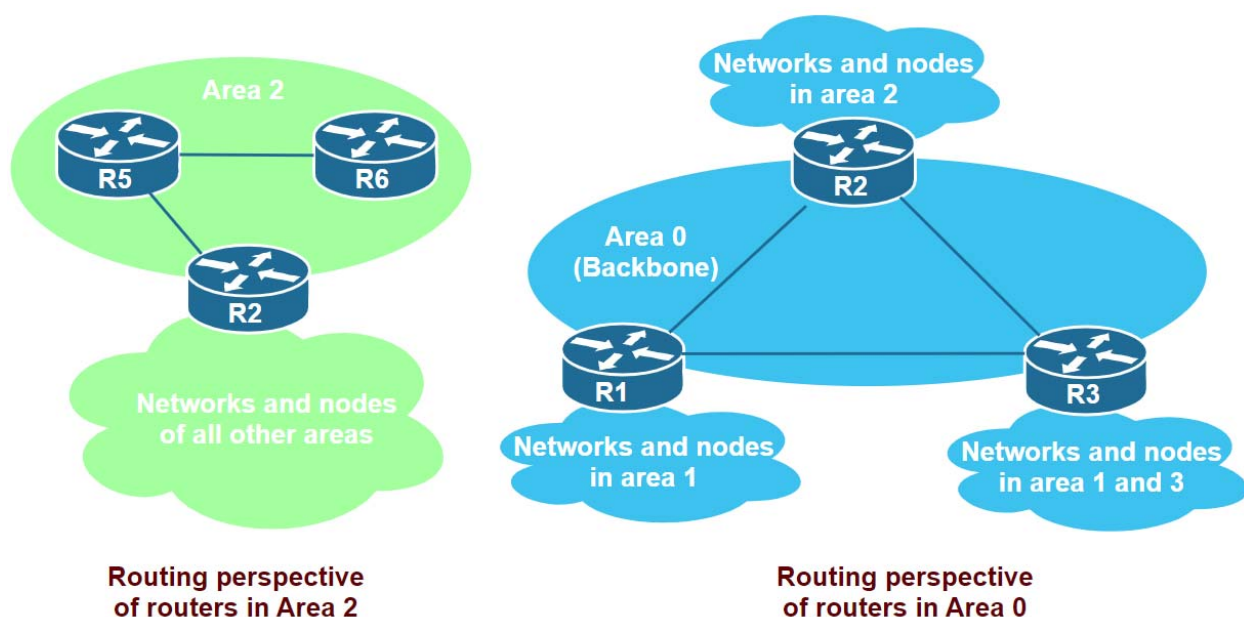 Area 2
R5
R6
R2
Networks and nodes
of all other areas
Routing perspective
of routers in Area 2
Networks and nodes
in area 2
R2
Area 0
(Backbone)
R1
R3
Networks and nodes
in area 1
Networks and nodes
in area 1 and 3
Routing perspective
of routers in Area 0